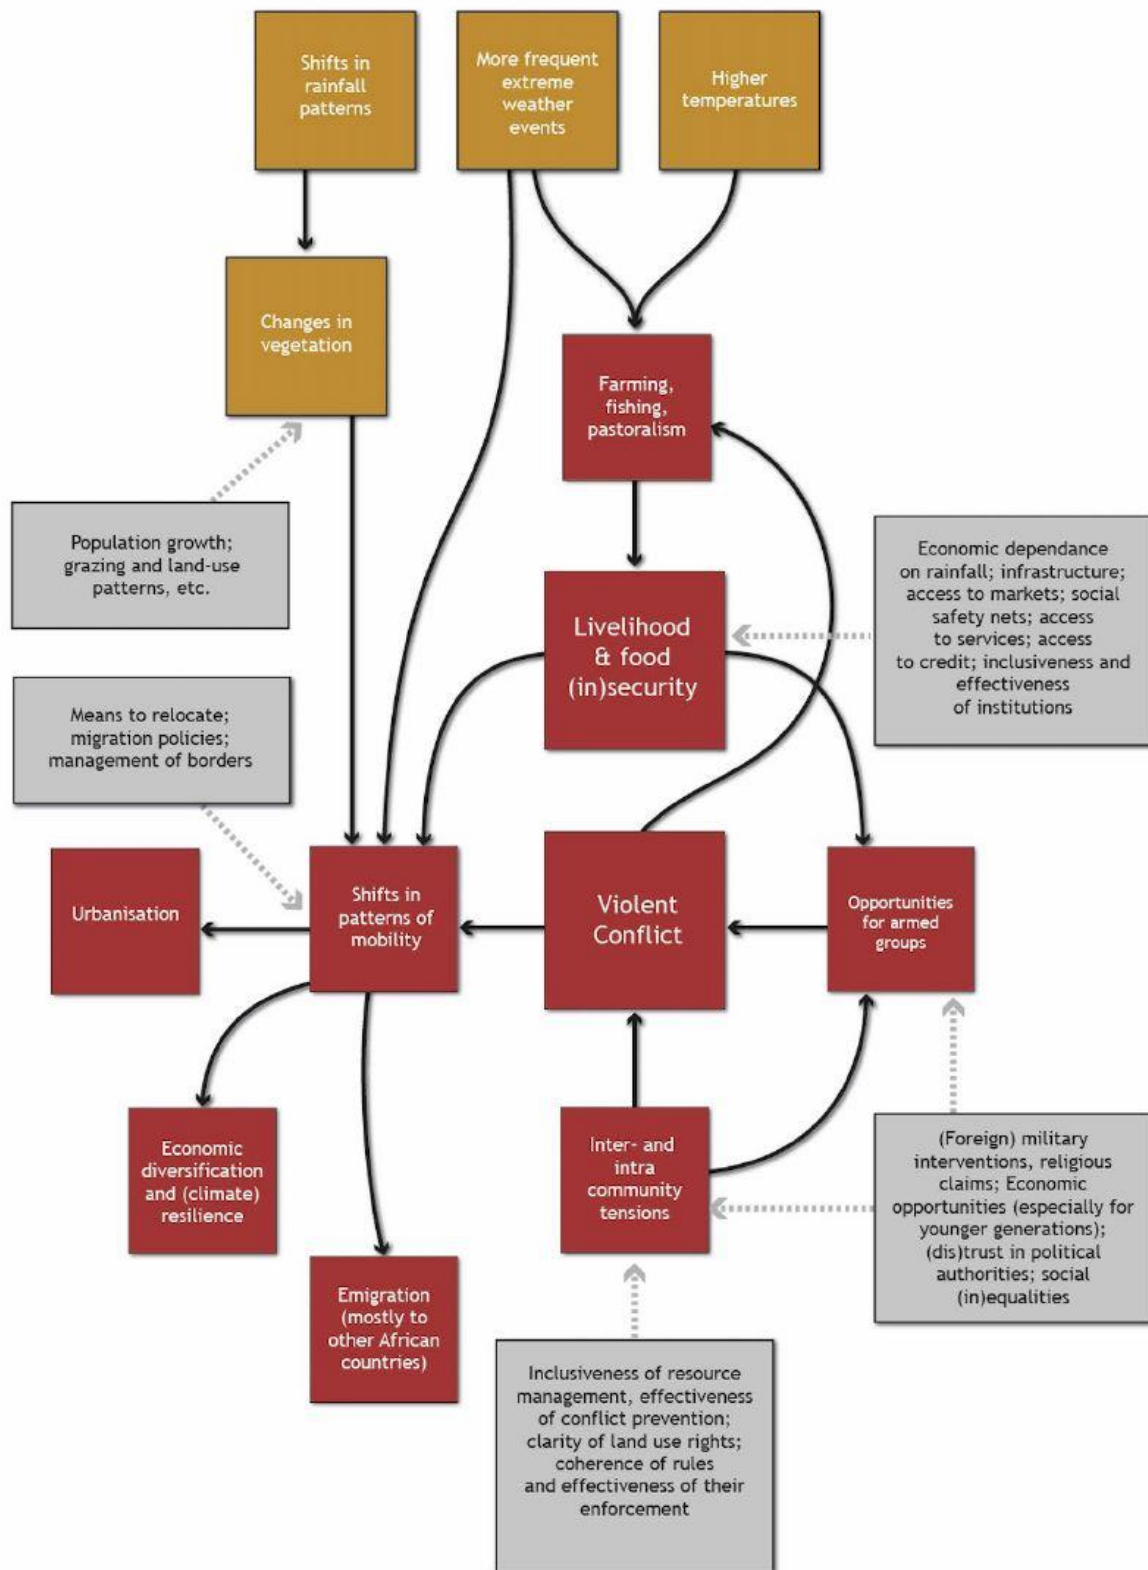 Shifts in
rainfall
patterns
More frequent
extreme
weather
events
Higher
temperatures
Changes in
vegetation
Farming,
fishing,
pastoralism
Population growth;
grazing and land-use
patterns, etc.
Economic dependance
on rainfall; infrastructure;
access to markets; social
safety nets; access
to services; access
to credit; inclusiveness and
effectiveness
of institutions
Livelihood
& food
(in)security
Means to relocate;
migration policies;
management of borders
Urbanisation
Shifts in
patterns of
mobility
Violent
Conflict
Opportunities
for armed
groups
Economic
diversification
and (climate)
resilience
Inter- and
intra
community
tensions
(Foreign) military
interventions, religious
claims; Economic
opportunities (especially for
younger generations);
(dis)trust in political
authorities; social
(in)equalities
Emigration
(mostly to
other African
countries)
Inclusiveness of resource
management, effectiveness
of conflict prevention;
clarity of land use rights;
coherence of rules
and effectiveness of their
enforcement